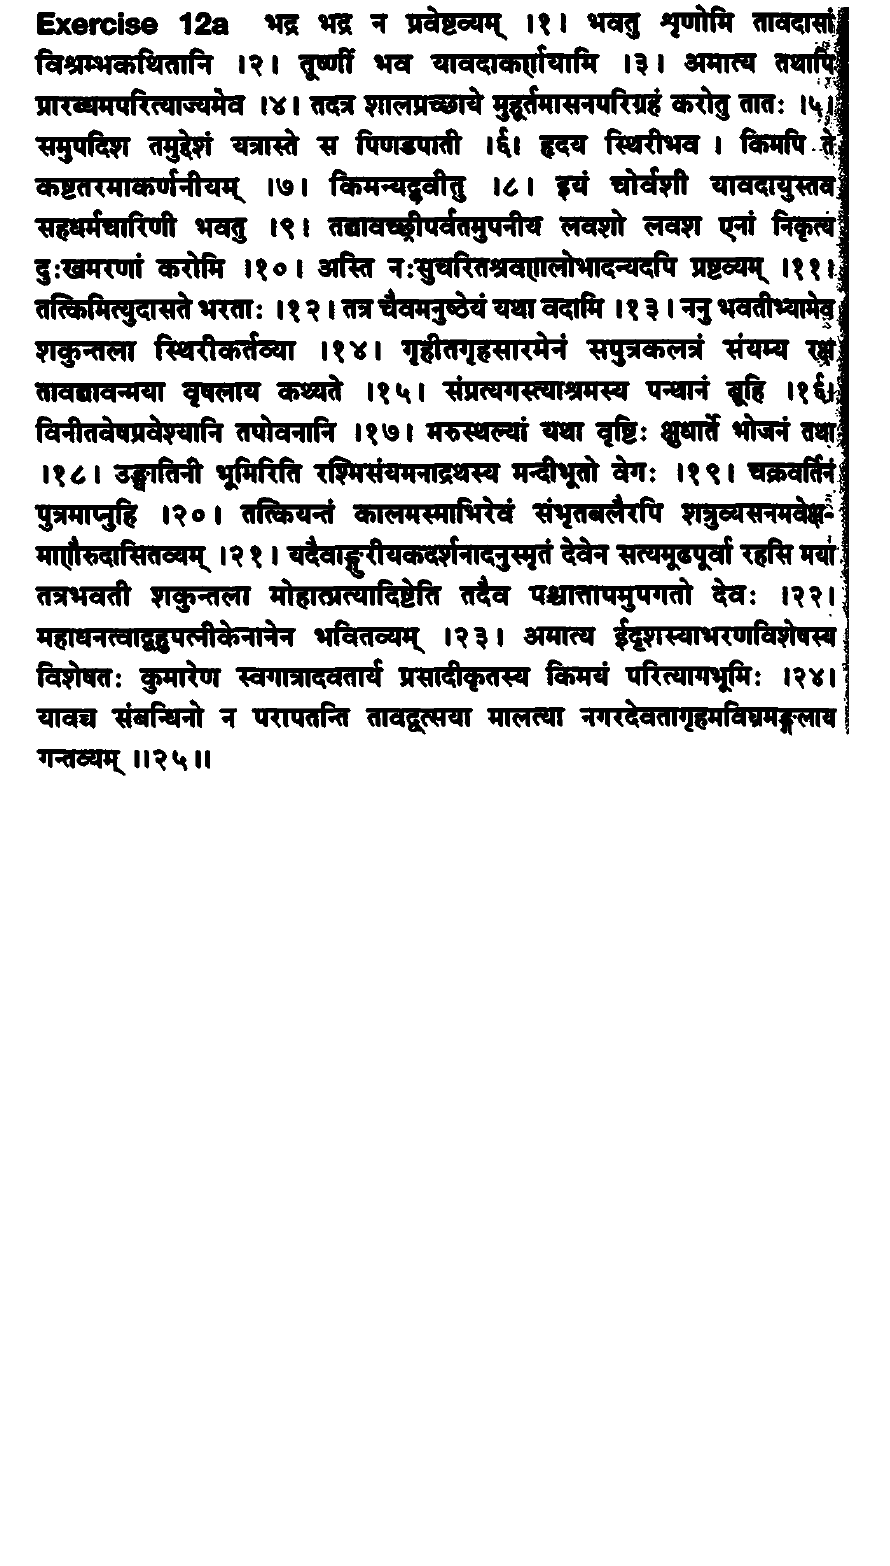 Exercise 12a भद्र भद्र न प्रवेष्टव्यम् ।१। भवतु शृणोमि तावदासां
विश्रम्भकथितानि ।२। तूष्णीं भव यावदाकर्णयामि ।३। अमात्य तथापि
प्रारब्धमपरित्याज्यमेव ।४। तदत्र शालप्रच्छाये मुहूर्तमासनपरिग्रहं करोतु तातः ।५।
समुपदिश तमुद्देशं यत्रास्ते स पिण्डपाती ।६। हृदय स्थिरीभव । किमपि ते
कष्टतरमाकर्णनीयम् ।७। किमन्यद्ब्रवीतु ।८। इयं चोर्वशी यावदायुस्तव
सहधर्मचारिणी भवतु ।९। तद्यावच्छ्रीपर्वतमुपनीय लवशो लवश एनां निकृत्य
दुःखमरणां करोमि ।१०। अस्ति नःसुचरितश्रवणलोभादन्यदपि प्रष्टव्यम् ।११।
तत्किमित्युदासते भरताः ।१२। तत्र चैवमनुष्ठेयं यथा वदामि ।१३। ननु भवतीभ्यामेव
शकुन्तला स्थिरीकर्तव्या ।१४। गृहीतगृहसारमेनं सपुत्रकलत्रं संयम्य रक्ष
तावद्यावन्मया वृषलाय कथ्यते ।१५। संप्रत्यगस्त्याश्रमस्य पन्थानं ब्रूहि ।१६।
विनीतवेषप्रवेश्यानि तपोवनानि ।१७। मरुस्थल्यां यथा वृष्टिः क्षुधार्ते भोजनं तथा
।१८। उङ्घातिनी भूमिरिति रश्मिसंयमनाद्रथस्य मन्दीभूतो वेगः ।१९। चक्रवर्तिनं
पुत्रमाप्नुहि ।२०। तत्कियन्तं कालमस्माभिरेवं संभृतबलैरपि शत्रुव्यसनमवेक्ष-
माणैरुदासितव्यम् ।२१। यदैवाङ्गुरीयकदर्शनादनुस्मृतं देवेन सत्यमूढपूर्वा रहसि मया
तत्रभवती शकुन्तला मोहात्प्रत्यादिष्टेति तदैव पश्चात्तापमुपगतो देवः ।२२।
महाधनत्वाद्बहुपत्नीकेनानेन भवितव्यम् ।२३। अमात्य ईदृशस्याभरणविशेषस्य
विशेषतः कुमारेण स्वगात्रादवतार्य प्रसादीकृतस्य किमयं परित्यागभूमिः ।२४।
यावच्च संबन्धिनो न परापतन्ति तावद्वत्सया मालत्या नगरदेवतागृहमविघ्नमङ्गलाय
गन्तव्यम् ॥२५॥